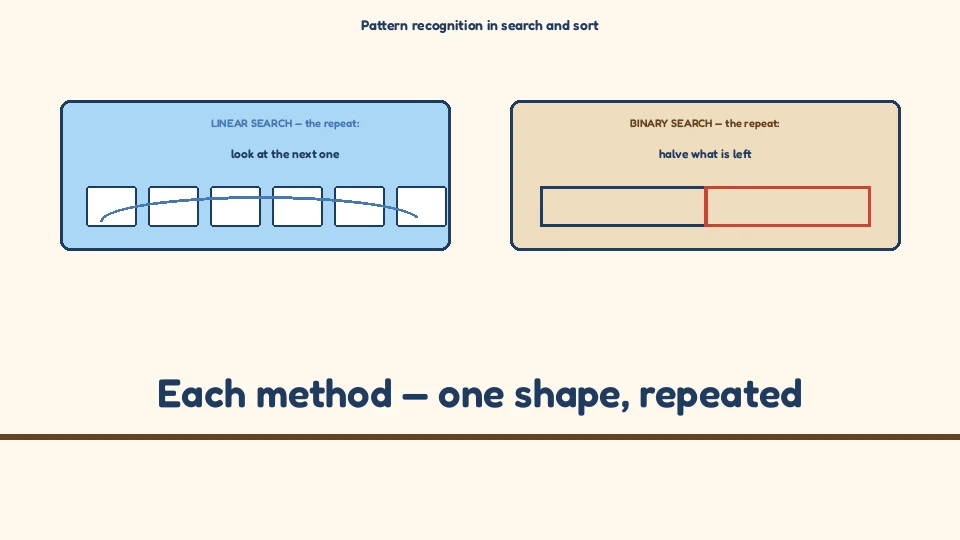 Pattern recognition in search and sort
LINEAR SEARCH — the repeat:
look at the next one
BINARY SEARCH — the repeat:
halve what is left
Each method — one shape, repeated